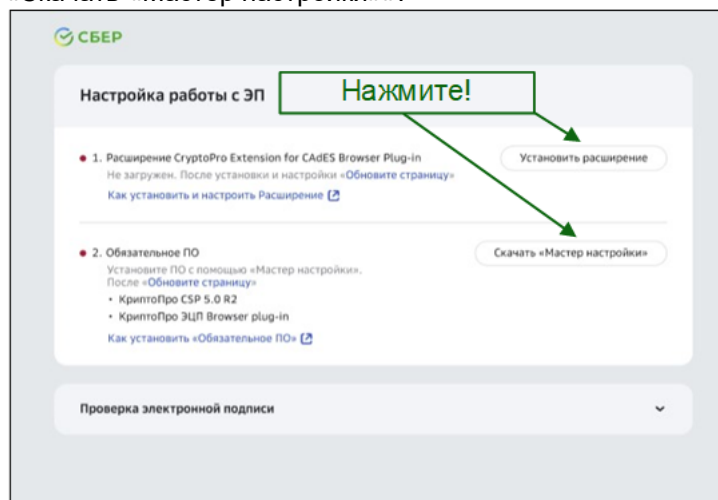 «Скачать «Мастер настройки»».
СБЕР
Настройка работы с ЭП
Нажмите!
1. Расширение CryptoPro Extension for CAdES Browser Plug-in
Установить расширение
Не загружен. После установки и настройки «Обновите страницу»
Как установить и настроить Расширение
2. Обязательное ПО
Скачать «Мастер настройки»
Установите ПО с помощью «Мастер настройки».
После «Обновите страницу»
• КриптоПро CSP 5.0 R2
• КриптоПро ЭЦП Browser plug-in
Как установить «Обязательное ПО»
Проверка электронной подписи